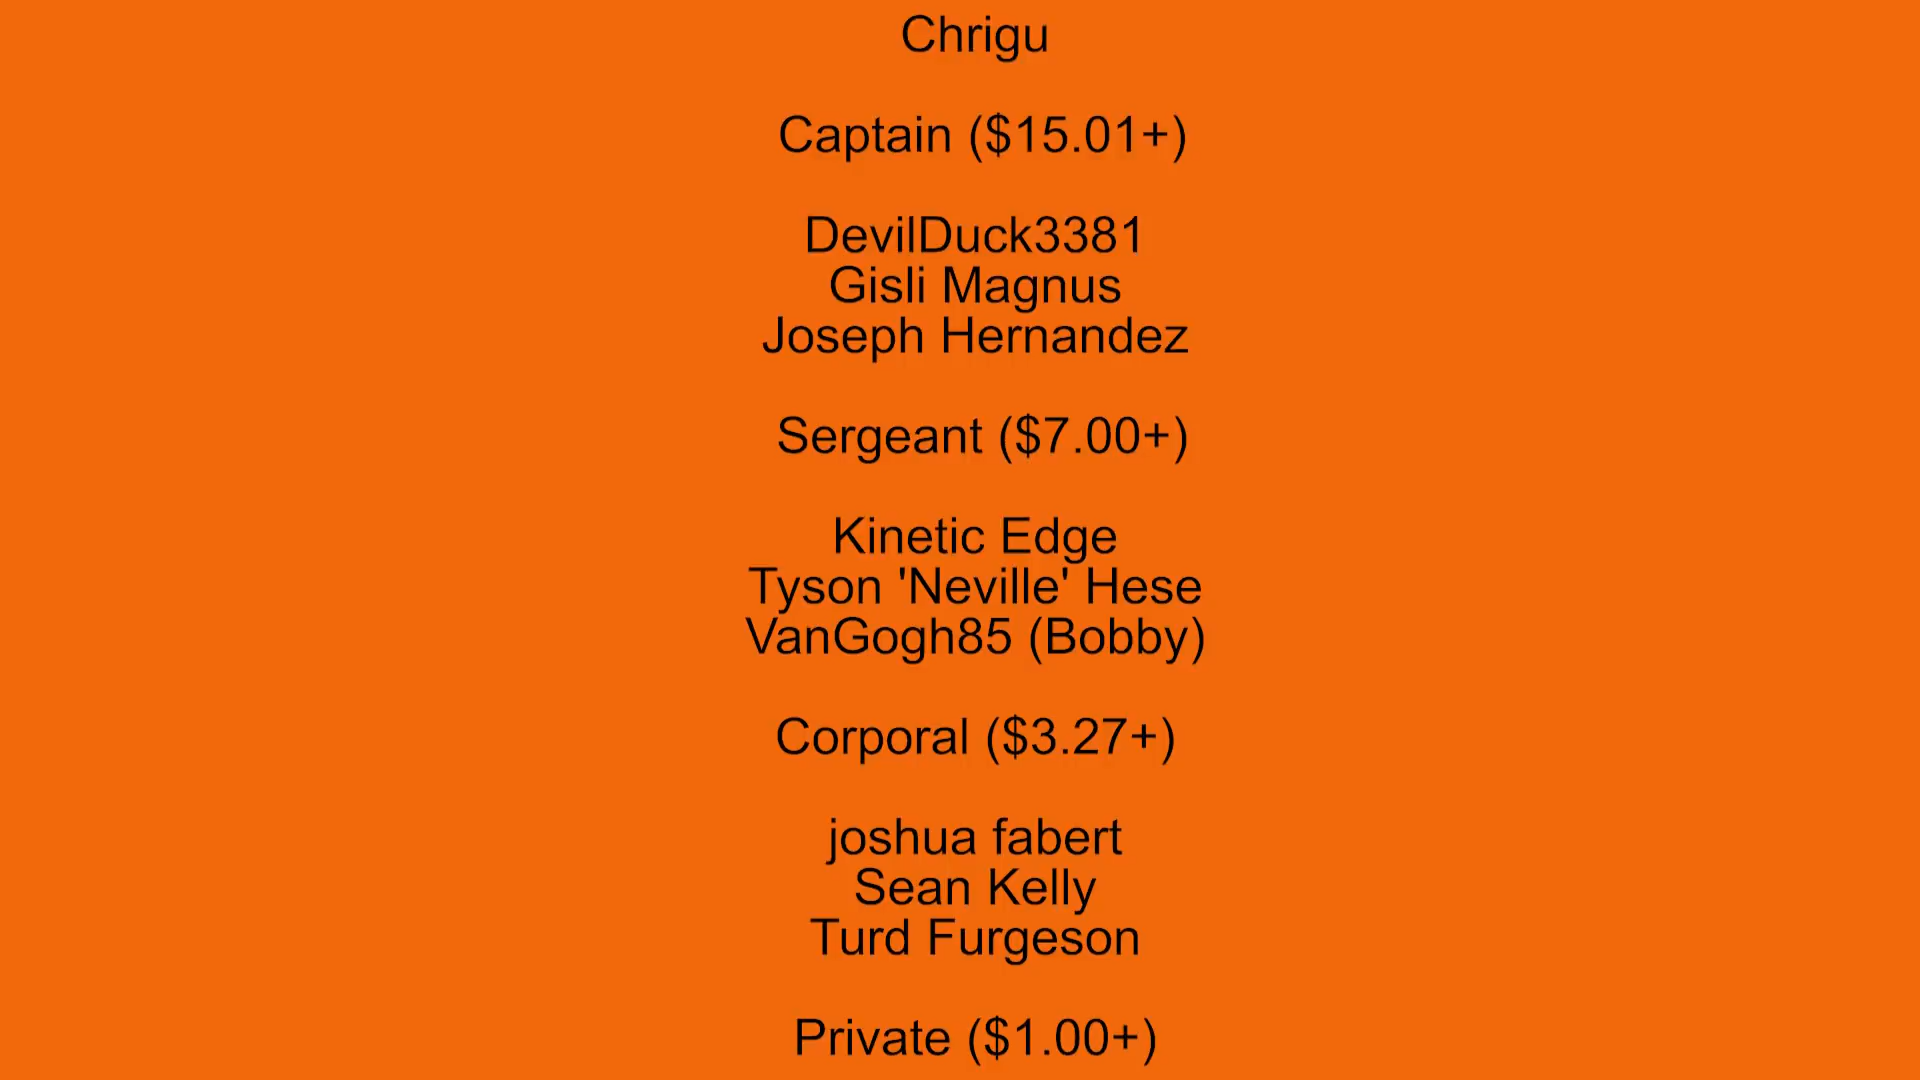 Chrigu
Captain ($15.01+)
DevilDuck3381
Gisli Magnus
Joseph Hernandez
Sergeant ($7.00+)
Kinetic Edge
Tyson 'Neville' Hese
VanGogh85 (Bobby)
Corporal ($3.27+)
joshua fabert
Sean Kelly
Turd Furgeson
Private ($1.00+)